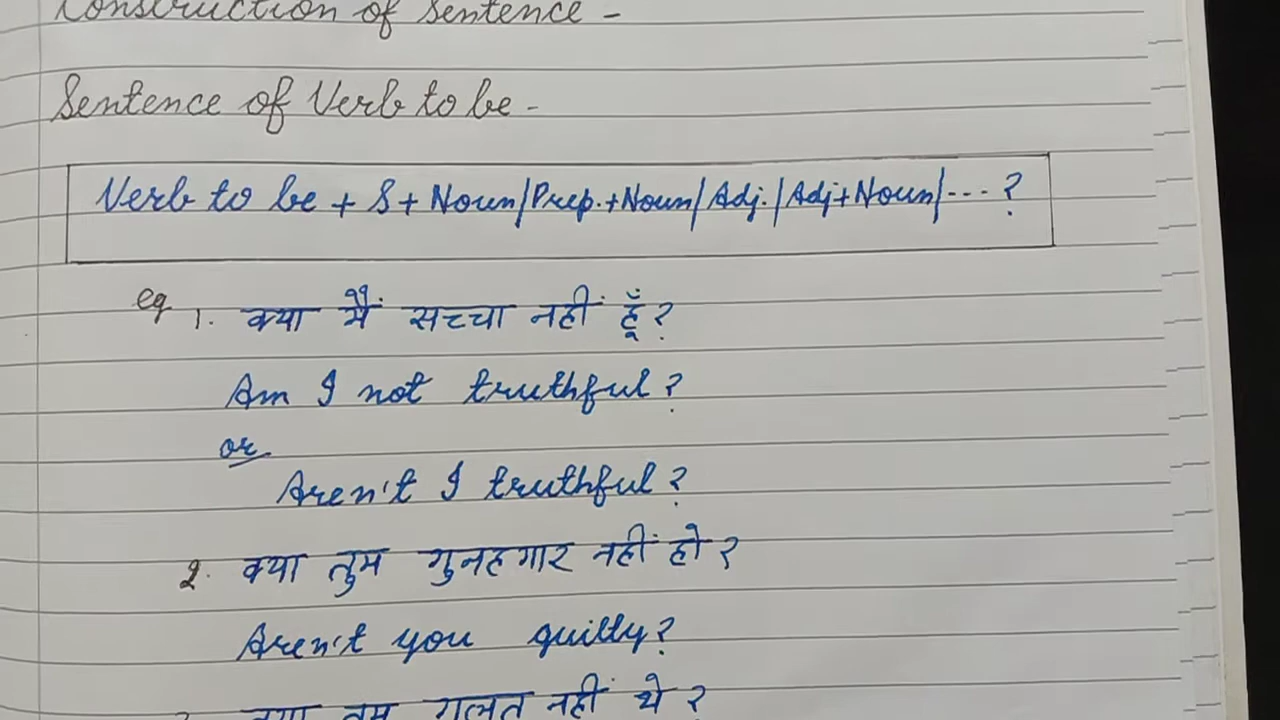 Construction of Sentence -
Sentence of Verb to be -
Verb to be + S + Noun/Prep.+Noun/Adj./Adj+Noun/--- ?
eg 1. क्या मैं सच्चा नहीं हूँ?
Am I not truthful?
or
Aren't I truthful?
2. क्या तुम गुनहगार नहीं हो?
Aren't you guilty?
क्या तुम गलत नहीं थे?